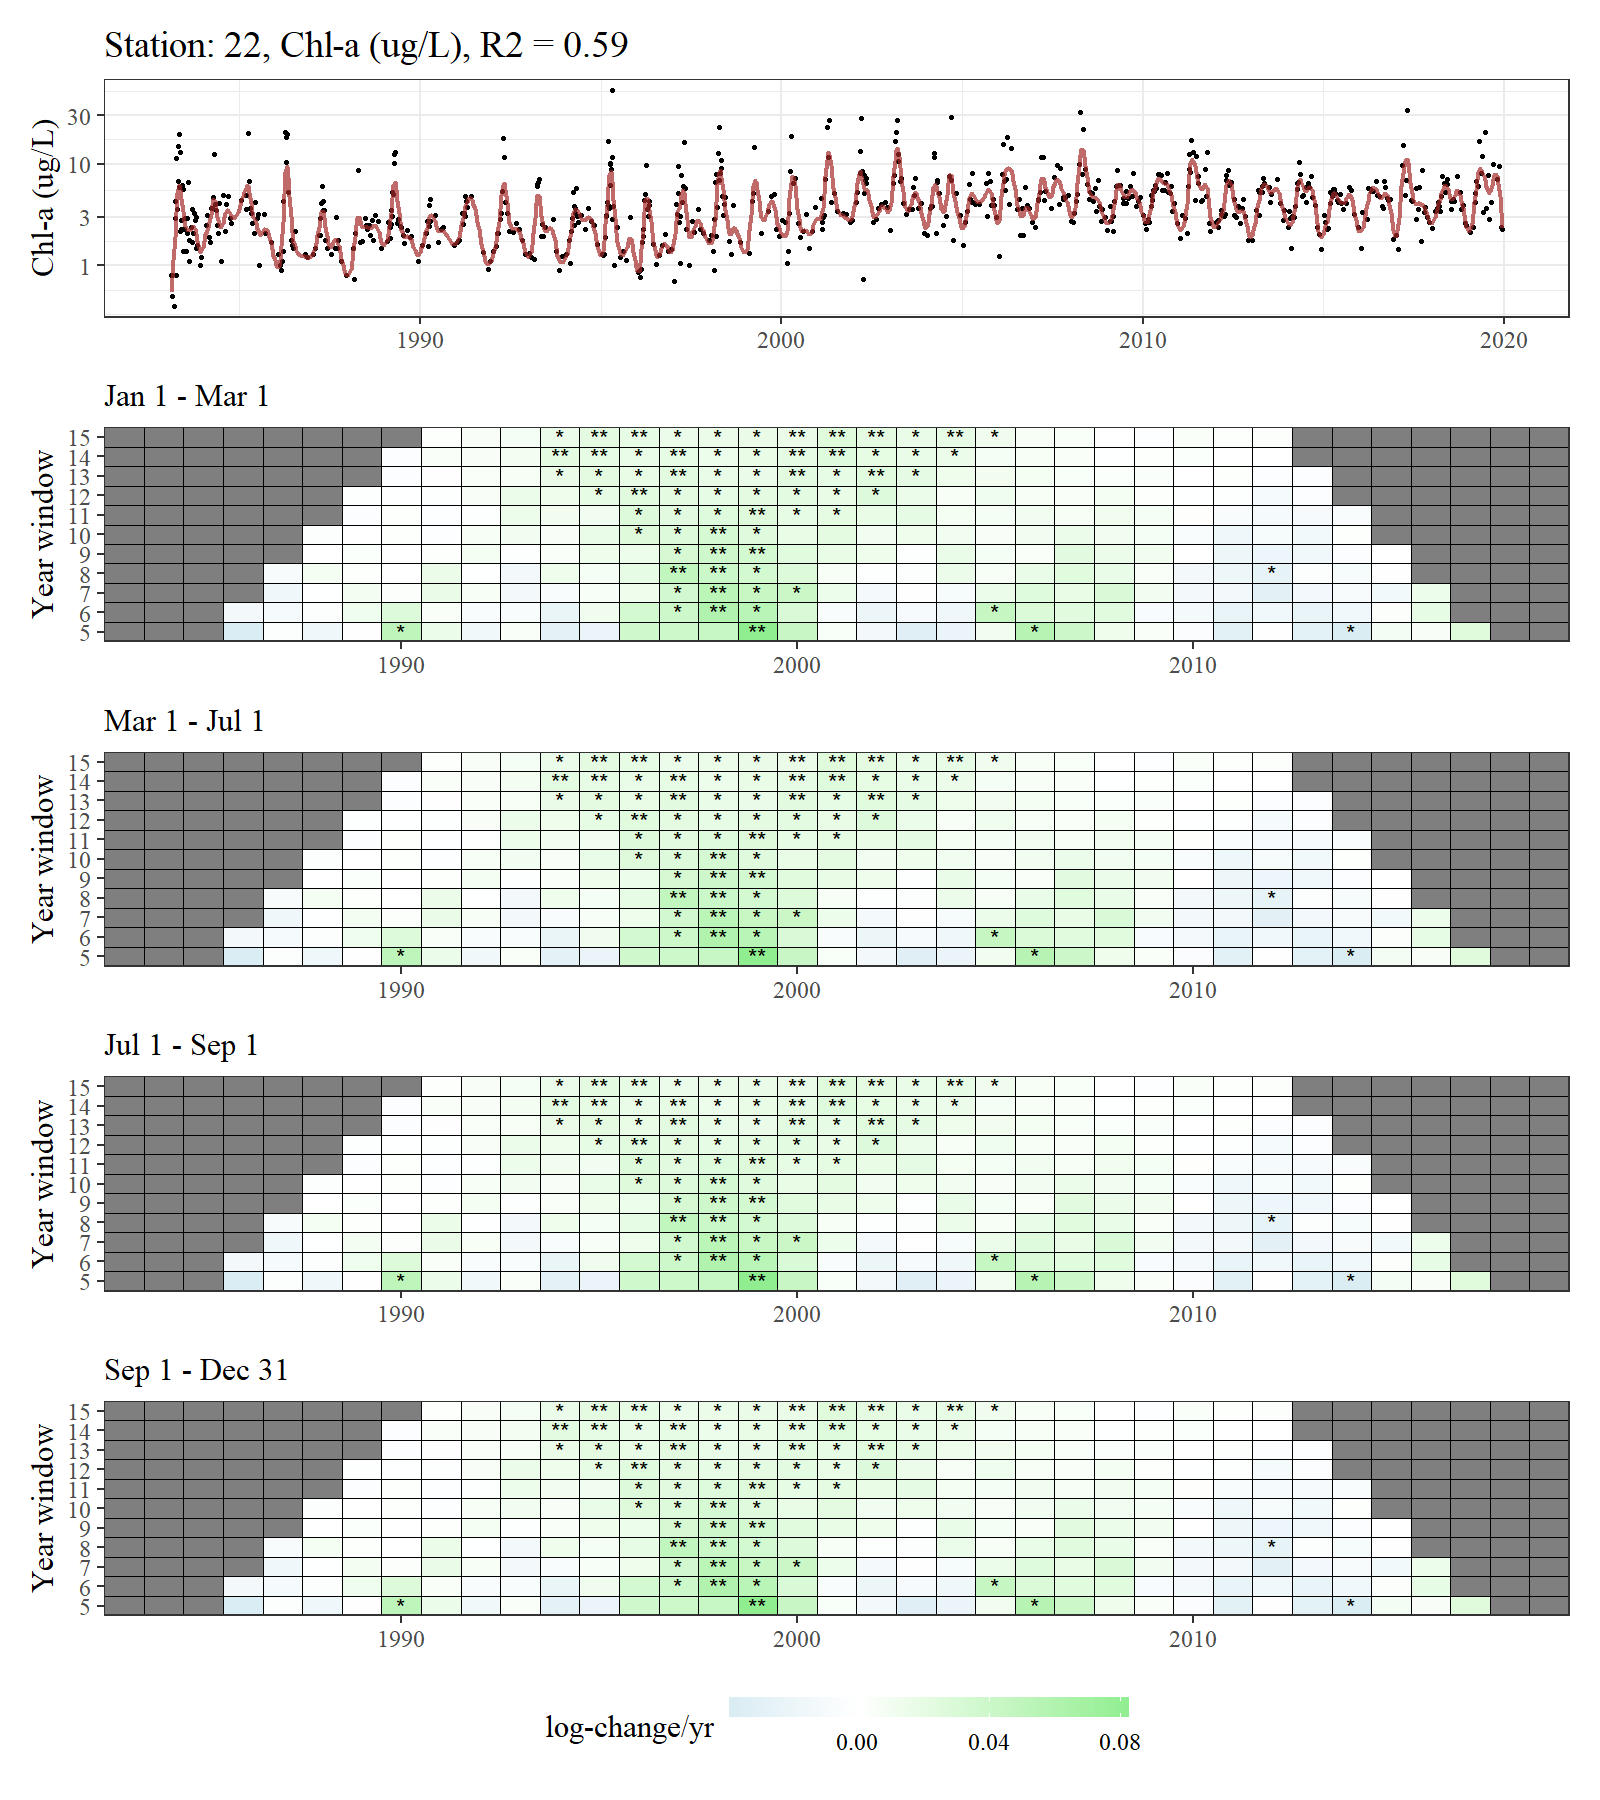 Station: 22, Chl-a (ug/L), R2 = 0.59
Chl-a (ug/L)
30
10
3
1
1990 2000 2010 2020
Jan 1 - Mar 1
Year window
15
14
13
12
11
10
9
8
7
6
5
* ** ** * * * ** ** ** * ** *
** ** * ** * * ** ** * * *
* * * ** * * ** * ** *
* ** * * * * * *
* * * ** * *
* * ** *
* ** **
** ** * *
* ** * *
* ** * *
* ** * *
1990 2000 2010
Mar 1 - Jul 1
Year window
15
14
13
12
11
10
9
8
7
6
5
* ** ** * * * ** ** ** * ** *
** ** * ** * * ** ** * * *
* * * ** * * ** * ** *
* ** * * * * * *
* * * ** * *
* * ** *
* ** **
** ** * *
* ** * *
* ** * *
* ** * *
1990 2000 2010
Jul 1 - Sep 1
Year window
15
14
13
12
11
10
9
8
7
6
5
* ** ** * * * ** ** ** * ** *
** ** * ** * * ** ** * * *
* * * ** * * ** * ** *
* ** * * * * * *
* * * ** * *
* * ** *
* ** **
** ** * *
* ** * *
* ** * *
* ** * *
1990 2000 2010
Sep 1 - Dec 31
Year window
15
14
13
12
11
10
9
8
7
6
5
* ** ** * * * ** ** ** * ** *
** ** * ** * * ** ** * * *
* * * ** * * ** * ** *
* ** * * * * * *
* * * ** * *
* * ** *
* ** **
** ** * *
* ** * *
* ** * *
* ** * *
1990 2000 2010
log-change/yr
0.00 0.04 0.08